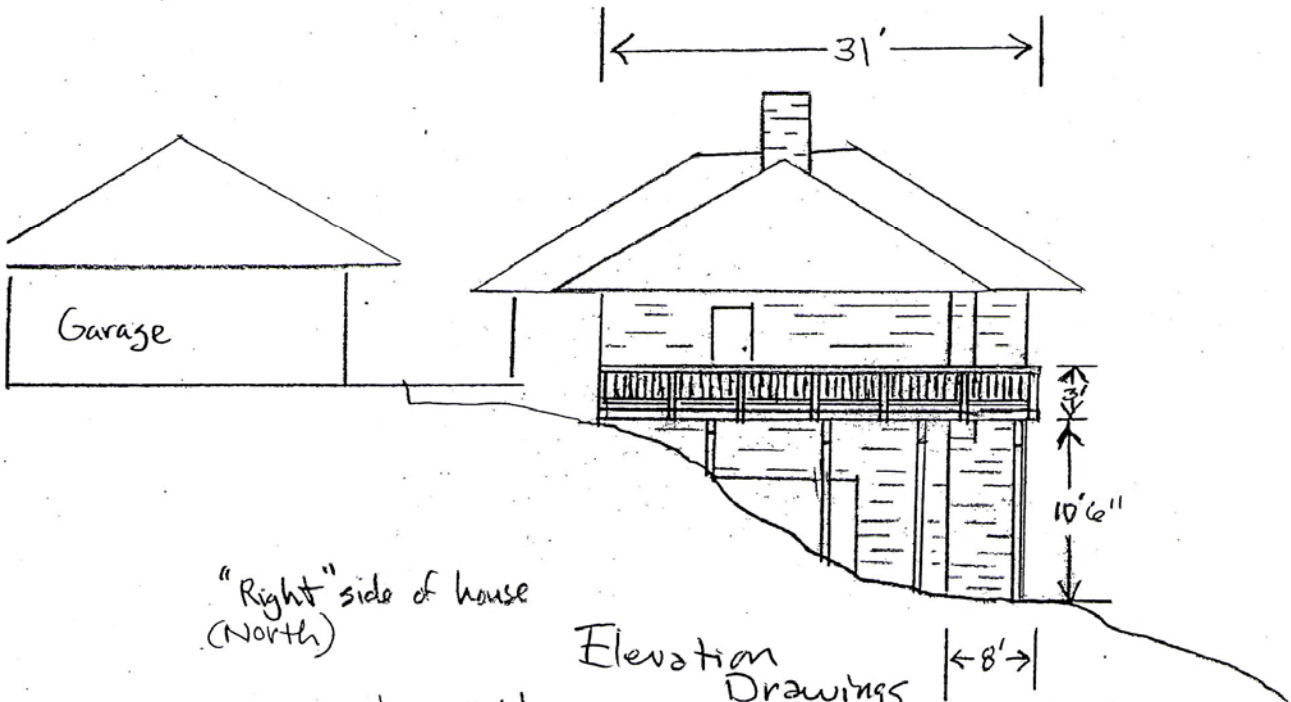 31'
Garage
3'
10'6"
"Right" side of house
(North)
Elevation
Drawings
8'